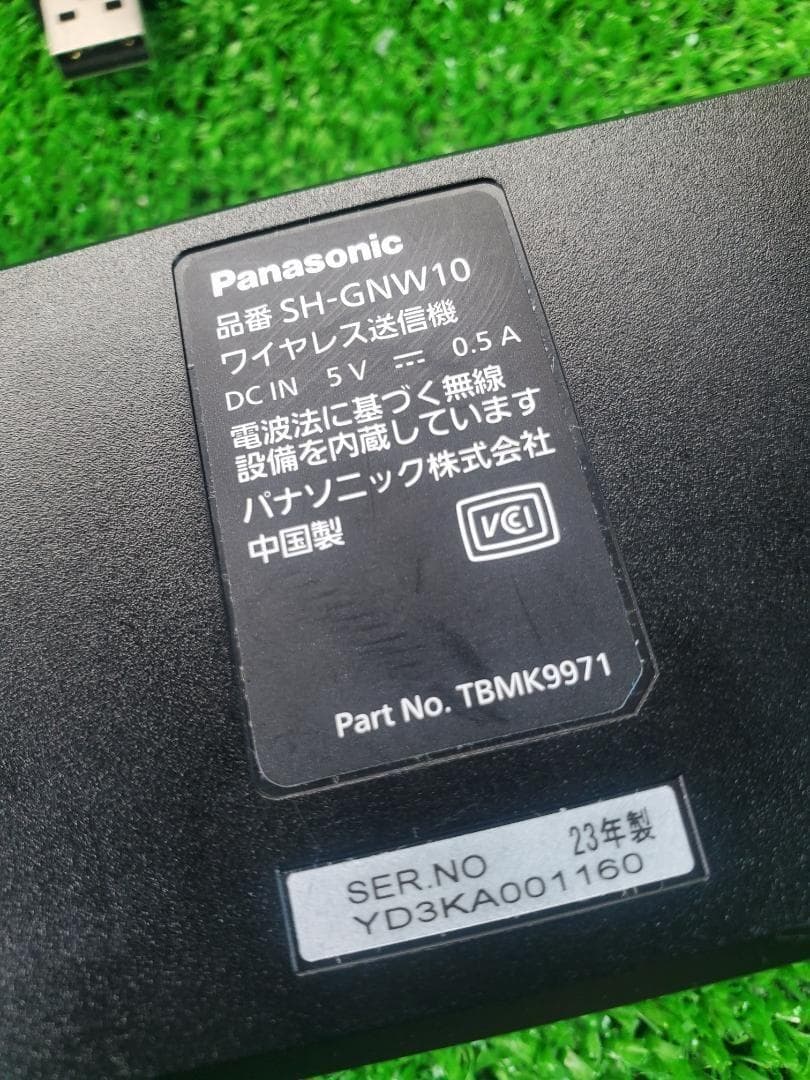 Panasonic
品番 SH-GNW10
ワイヤレス送信機
DC IN 5 V ⎓ 0.5 A
電波法に基づく無線
設備を内蔵しています
パナソニック株式会社
中国製
VCCI
Part No. TBMK9971
23年製
SER.NO
YD3KA001160